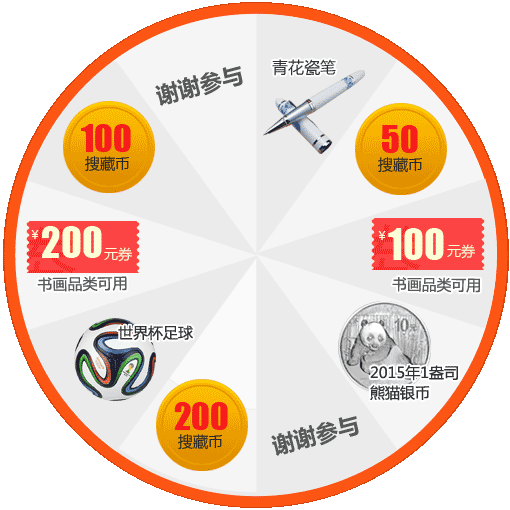 谢谢参与
青花瓷笔
100
搜藏币
50
搜藏币
¥200元券
书画品类可用
¥100元券
书画品类可用
世界杯足球
10元
2015年1盎司
熊猫银币
200
搜藏币
谢谢参与